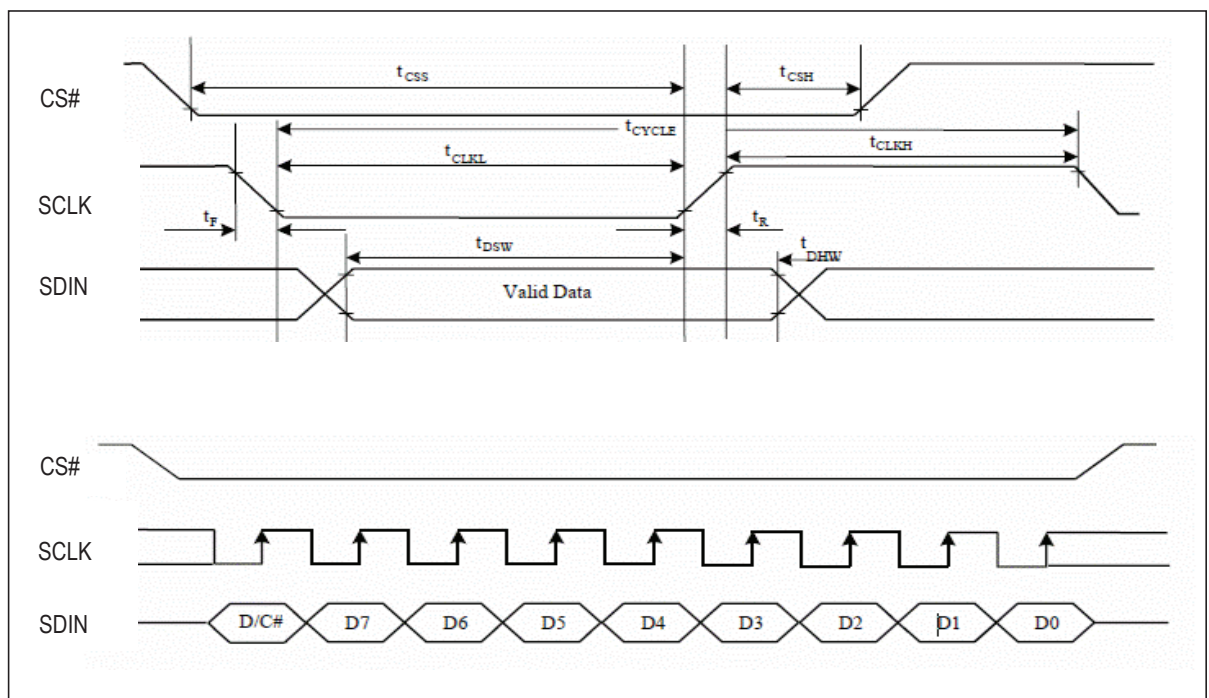 CS#
tCSS
tCSH
tCYCLE
tCLKL
tCLKH
SCLK
tF
tR
tDSW
tDHW
SDIN
Valid Data
CS#
SCLK
SDIN
D/C# D7 D6 D5 D4 D3 D2 D1 D0